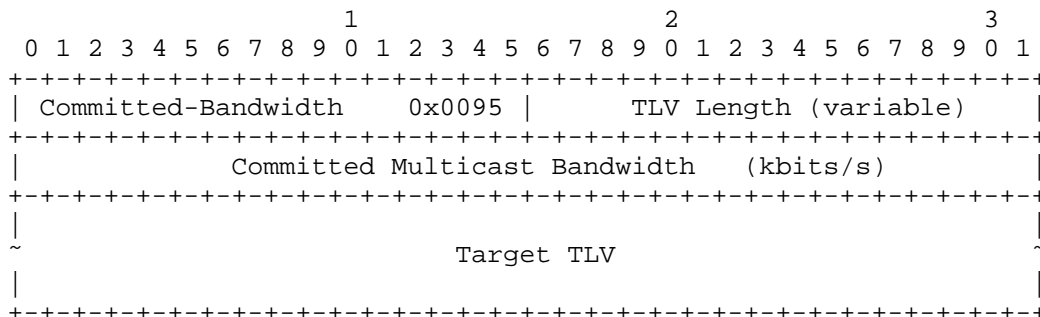 1                   2                   3
 0 1 2 3 4 5 6 7 8 9 0 1 2 3 4 5 6 7 8 9 0 1 2 3 4 5 6 7 8 9 0 1
+-+-+-+-+-+-+-+-+-+-+-+-+-+-+-+-+-+-+-+-+-+-+-+-+-+-+-+-+-+-+-+-+
| Committed-Bandwidth    0x0095 |      TLV Length (variable)    |
+-+-+-+-+-+-+-+-+-+-+-+-+-+-+-+-+-+-+-+-+-+-+-+-+-+-+-+-+-+-+-+-+
|             Committed Multicast Bandwidth   (kbits/s)         |
+-+-+-+-+-+-+-+-+-+-+-+-+-+-+-+-+-+-+-+-+-+-+-+-+-+-+-+-+-+-+-+-+
|                                                               |
~                           Target TLV                          ~
|                                                               |
+-+-+-+-+-+-+-+-+-+-+-+-+-+-+-+-+-+-+-+-+-+-+-+-+-+-+-+-+-+-+-+-+